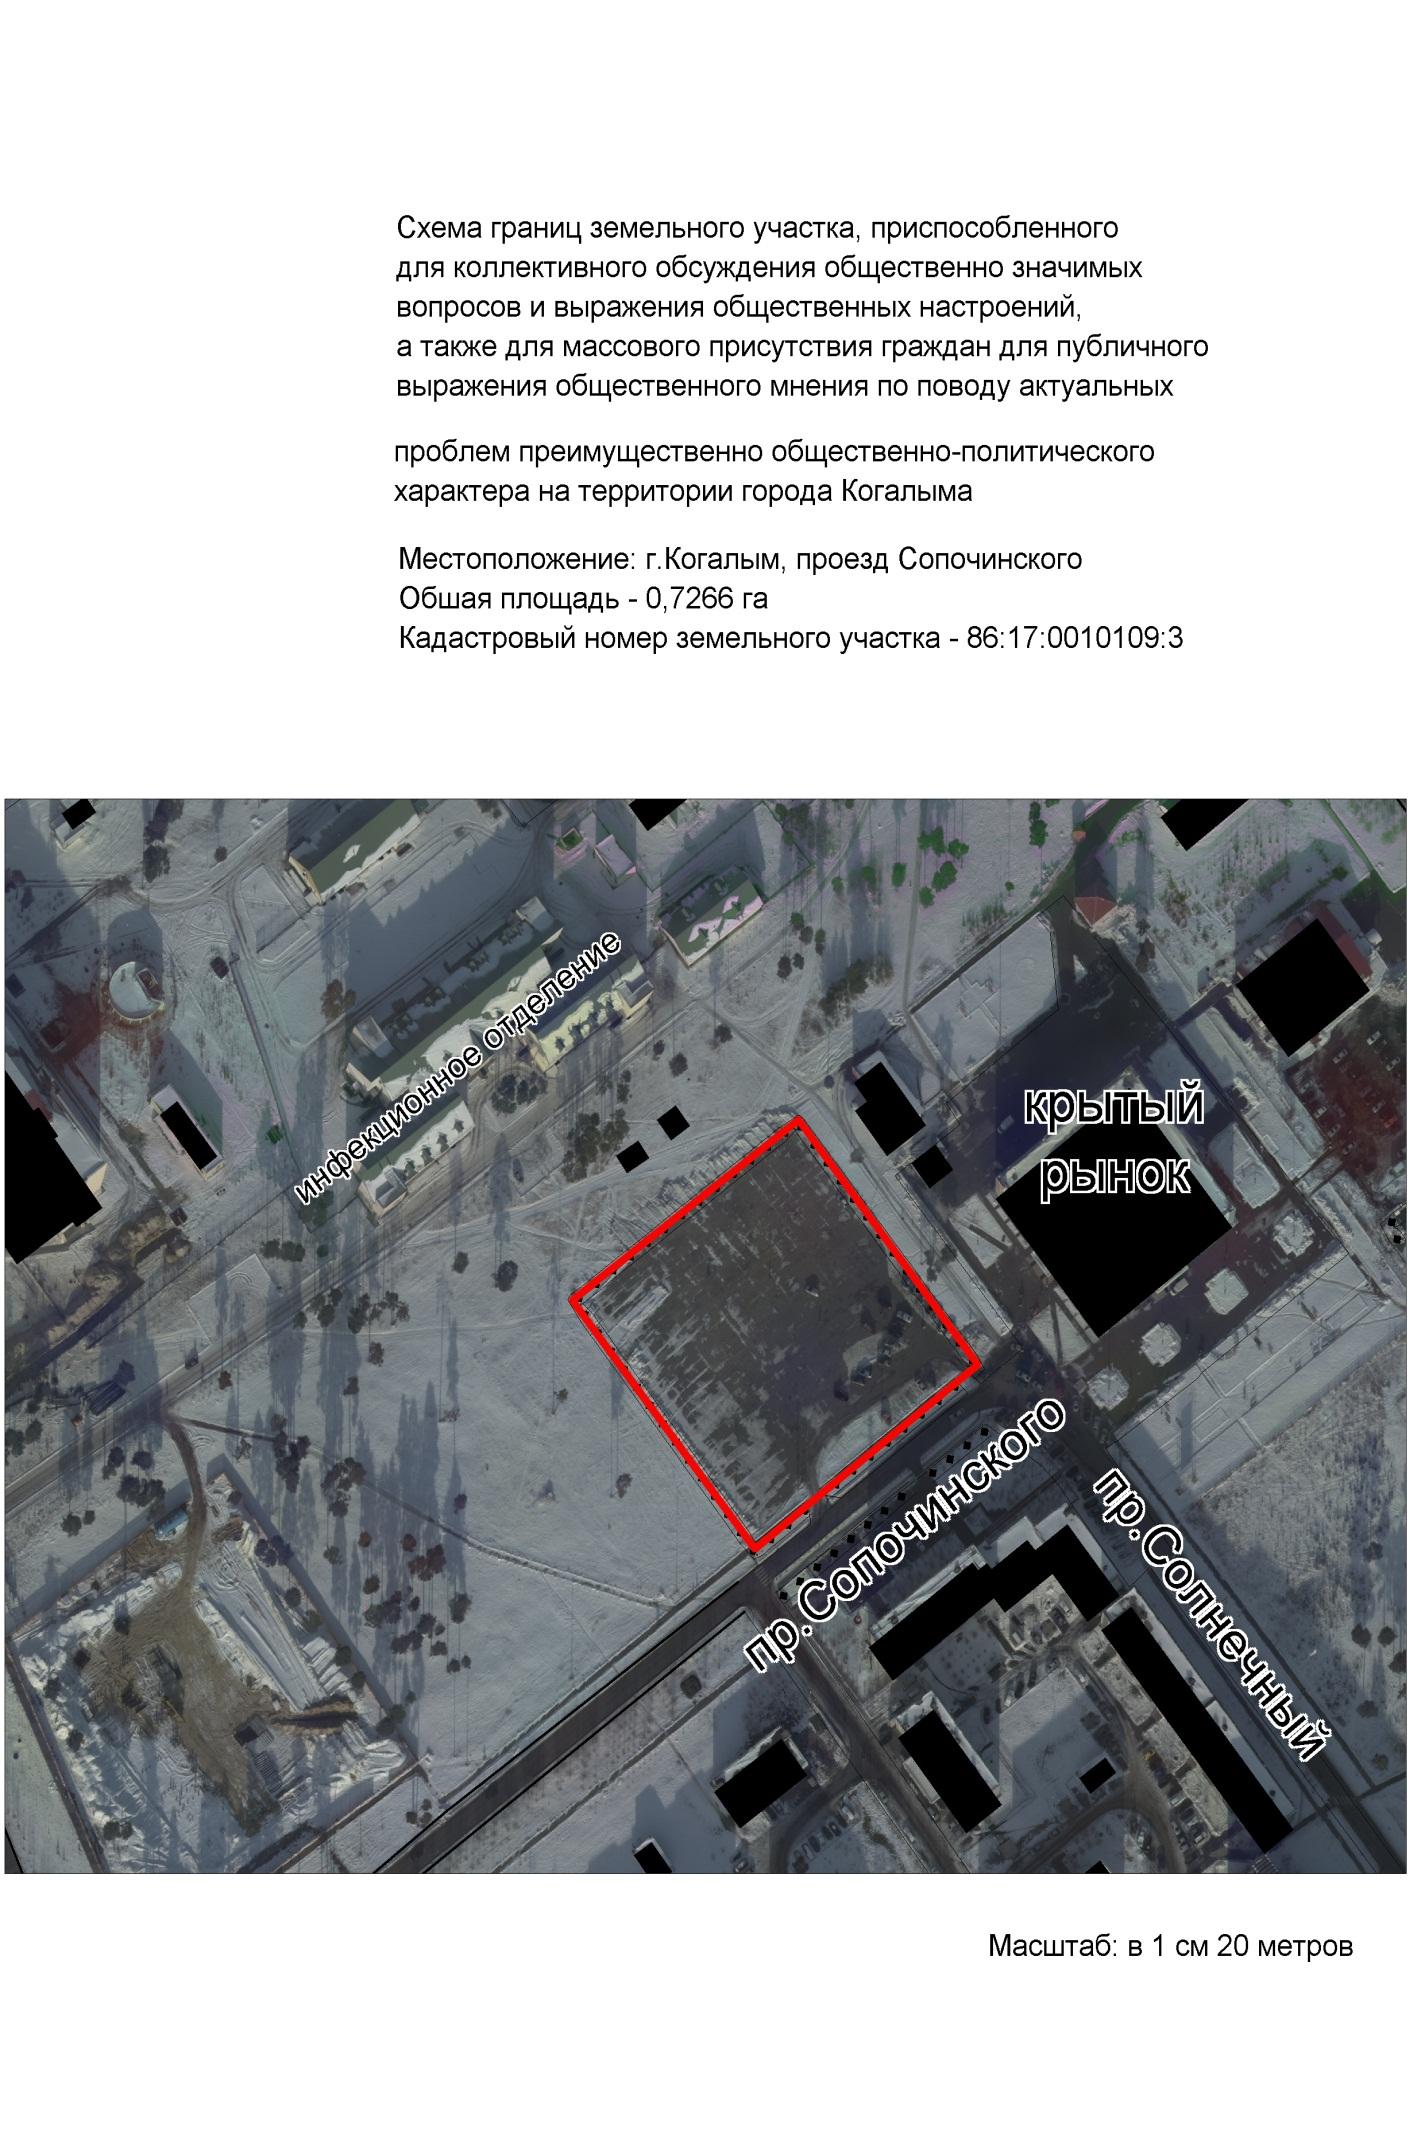 Схема границ земельного участка, приспособленного
для коллективного обсуждения общественно значимых
вопросов и выражения общественных настроений,
а также для массового присутствия граждан для публичного
выражения общественного мнения по поводу актуальных
проблем преимущественно общественно-политического
характера на территории города Когалыма
Местоположение: г.Когалым, проезд Сопочинского
Обшая площадь - 0,7266 га
Кадастровый номер земельного участка - 86:17:0010109:3
инфекционное отделение
крытый
рынок
пр.Сопочинского
пр.Солнечный
Масштаб: в 1 см 20 метров